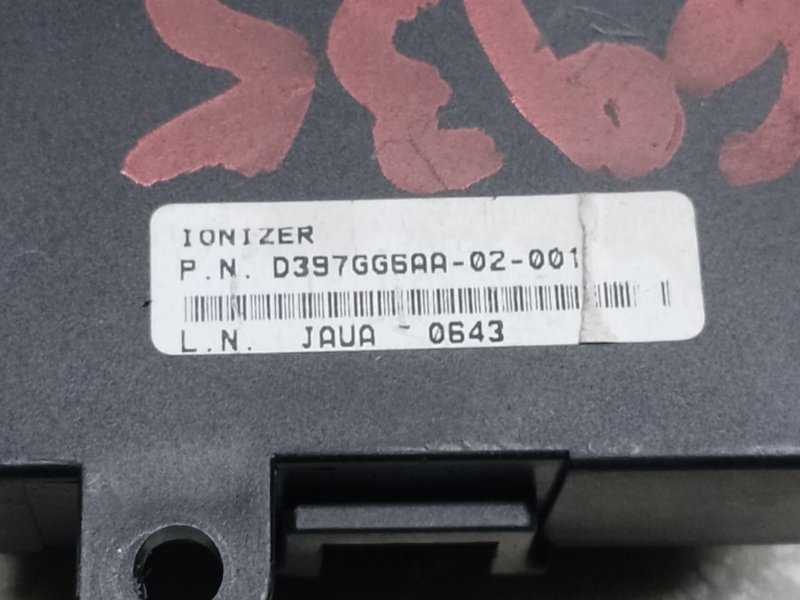 IONIZER
P.N. D397GG6AA-02-001
L.N. JAUA - 0643